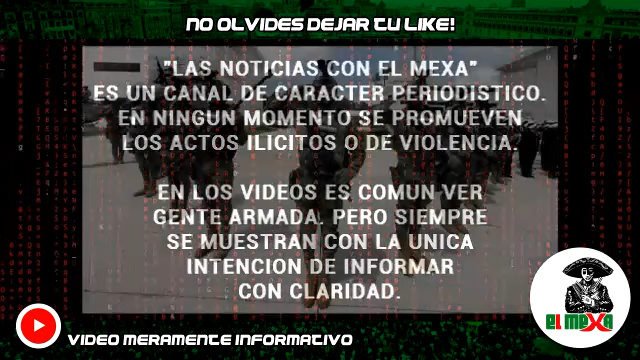 NO OLVIDES DEJAR TU LIKE!
"LAS NOTICIAS CON EL MEXA"
ES UN CANAL DE CARACTER PERIODISTICO.
EN NINGUN MOMENTO SE PROMUEVEN
LOS ACTOS ILICITOS O DE VIOLENCIA.
EN LOS VIDEOS ES COMUN VER
GENTE ARMADA. PERO SIEMPRE
SE MUESTRAN CON LA UNICA
INTENCION DE INFORMAR
CON CLARIDAD.
EL MEXA
VIDEO MERAMENTE INFORMATIVO